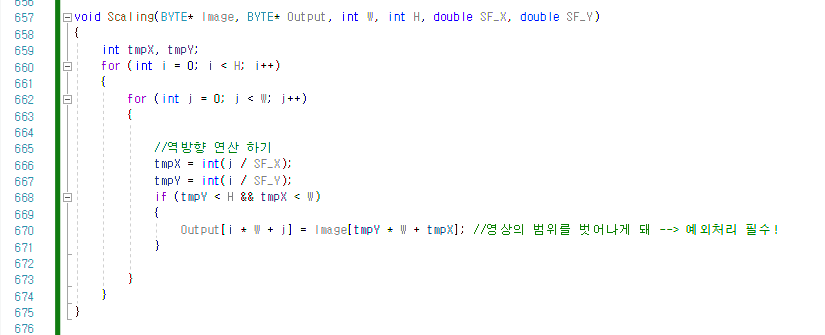 656
657 void Scaling(BYTE* Image, BYTE* Output, int W, int H, double SF_X, double SF_Y)
658 {
659 int tmpX, tmpY;
660 for (int i = 0; i < H; i++)
661 {
662 for (int j = 0; j < W; j++)
663 {
664
665 //역방향 연산 하기
666 tmpX = int(j / SF_X);
667 tmpY = int(i / SF_Y);
668 if (tmpY < H && tmpX < W)
669 {
670 Output[i * W + j] = Image[tmpY * W + tmpX]; //영상의 범위를 벗어나게 돼 --> 예외처리 필수!
671 }
672
673 }
674 }
675 }
676